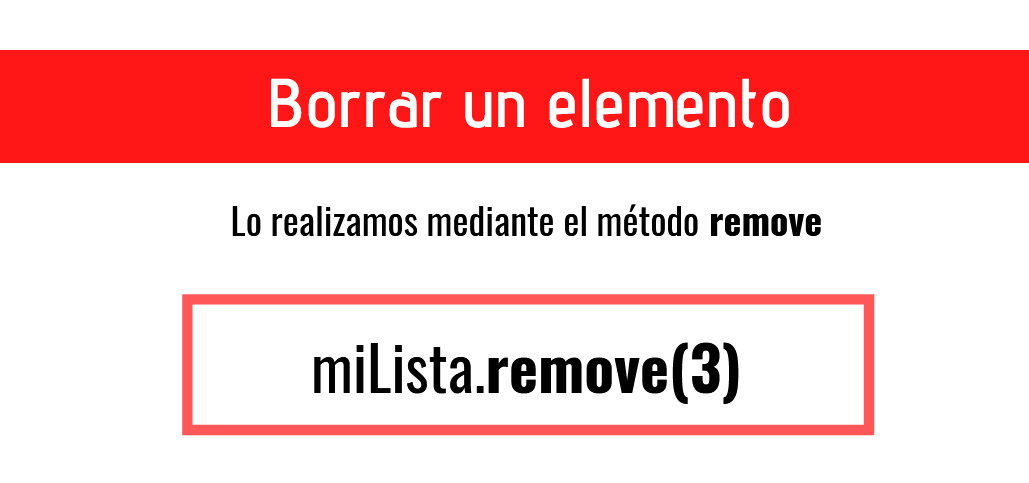 Borrar un elemento
Lo realizamos mediante el método remove
miLista.remove(3)